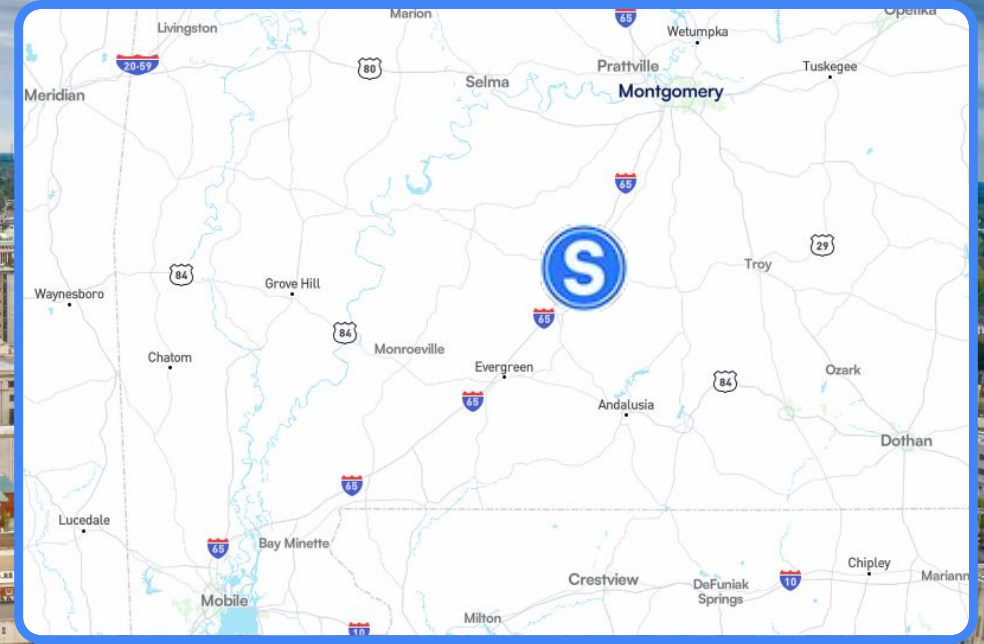 Marion
65
Opelika
Livingston
Wetumpka
20-59
80
Prattville
Tuskegee
Selma
Meridian
Montgomery
65
29
S
Troy
84
Grove Hill
Waynesboro
65
84
Monroeville
Chatom
Evergreen
Ozark
84
65
Andalusia
Dothan
65
Lucedale
65
Bay Minette
Chipley
Crestview
10
Mariann
DeFuniak
Springs
Mobile
Milton
10